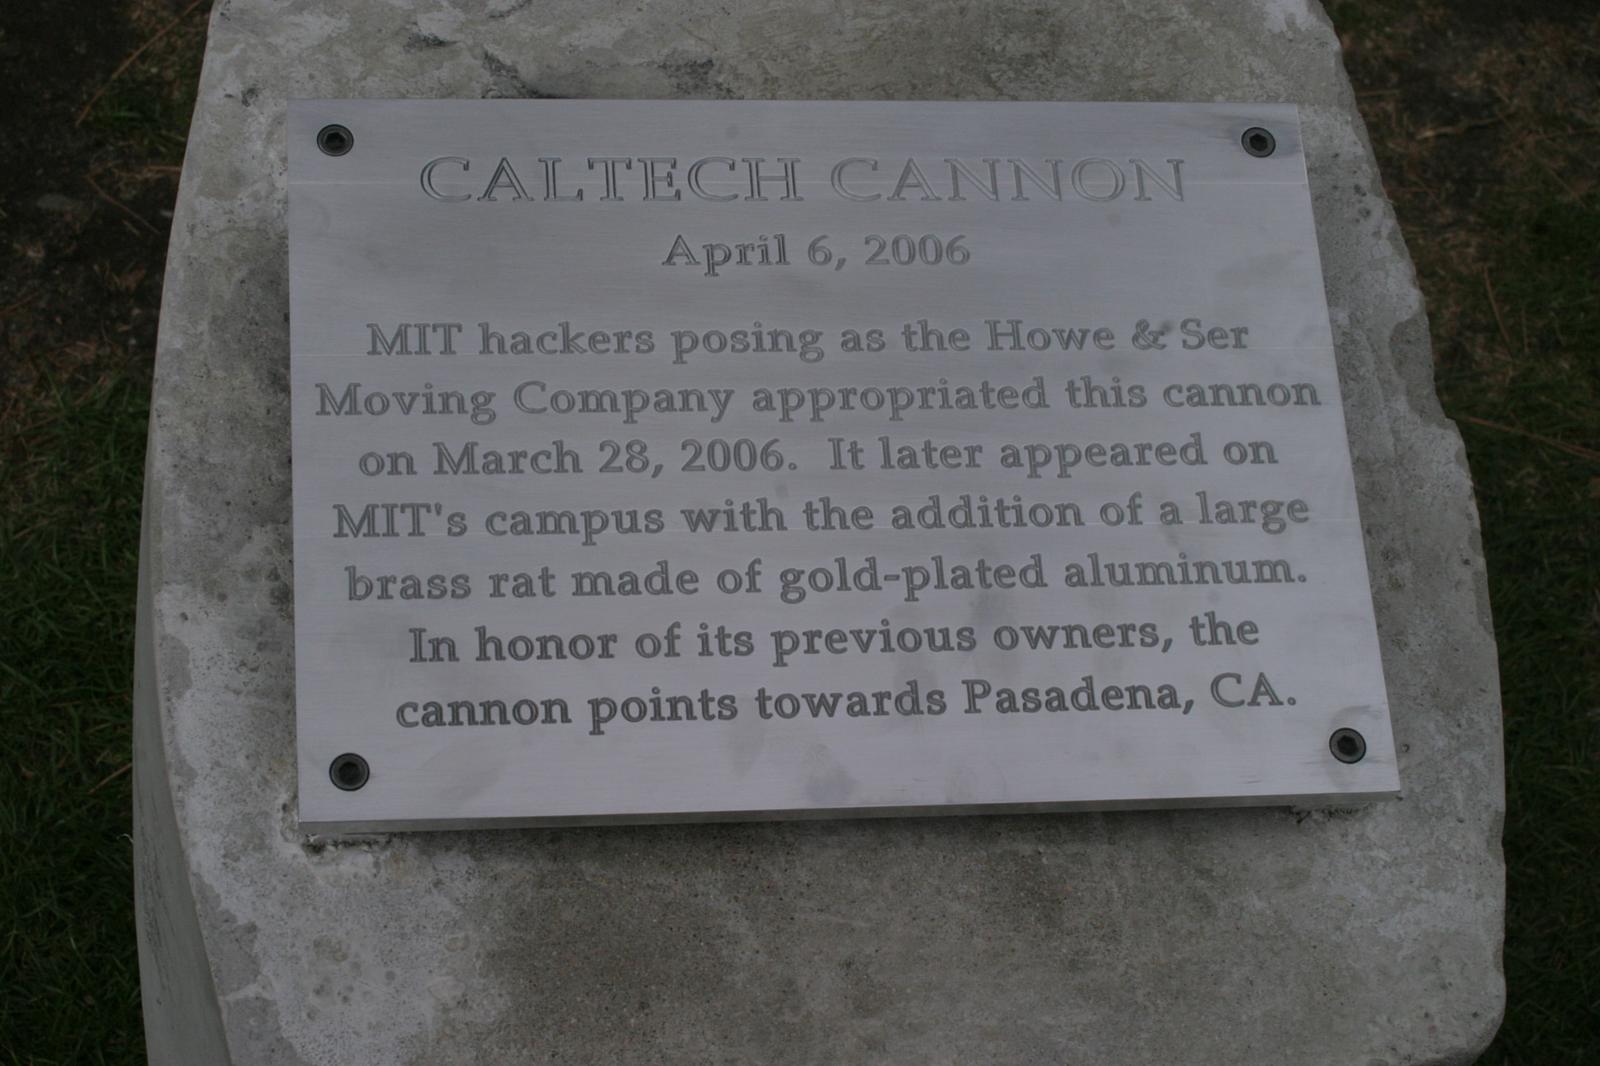 CALTECH CANNON
April 6, 2006
MIT hackers posing as the Howe & Ser
Moving Company appropriated this cannon
on March 28, 2006. It later appeared on
MIT's campus with the addition of a large
brass rat made of gold-plated aluminum.
In honor of its previous owners, the
cannon points towards Pasadena, CA.